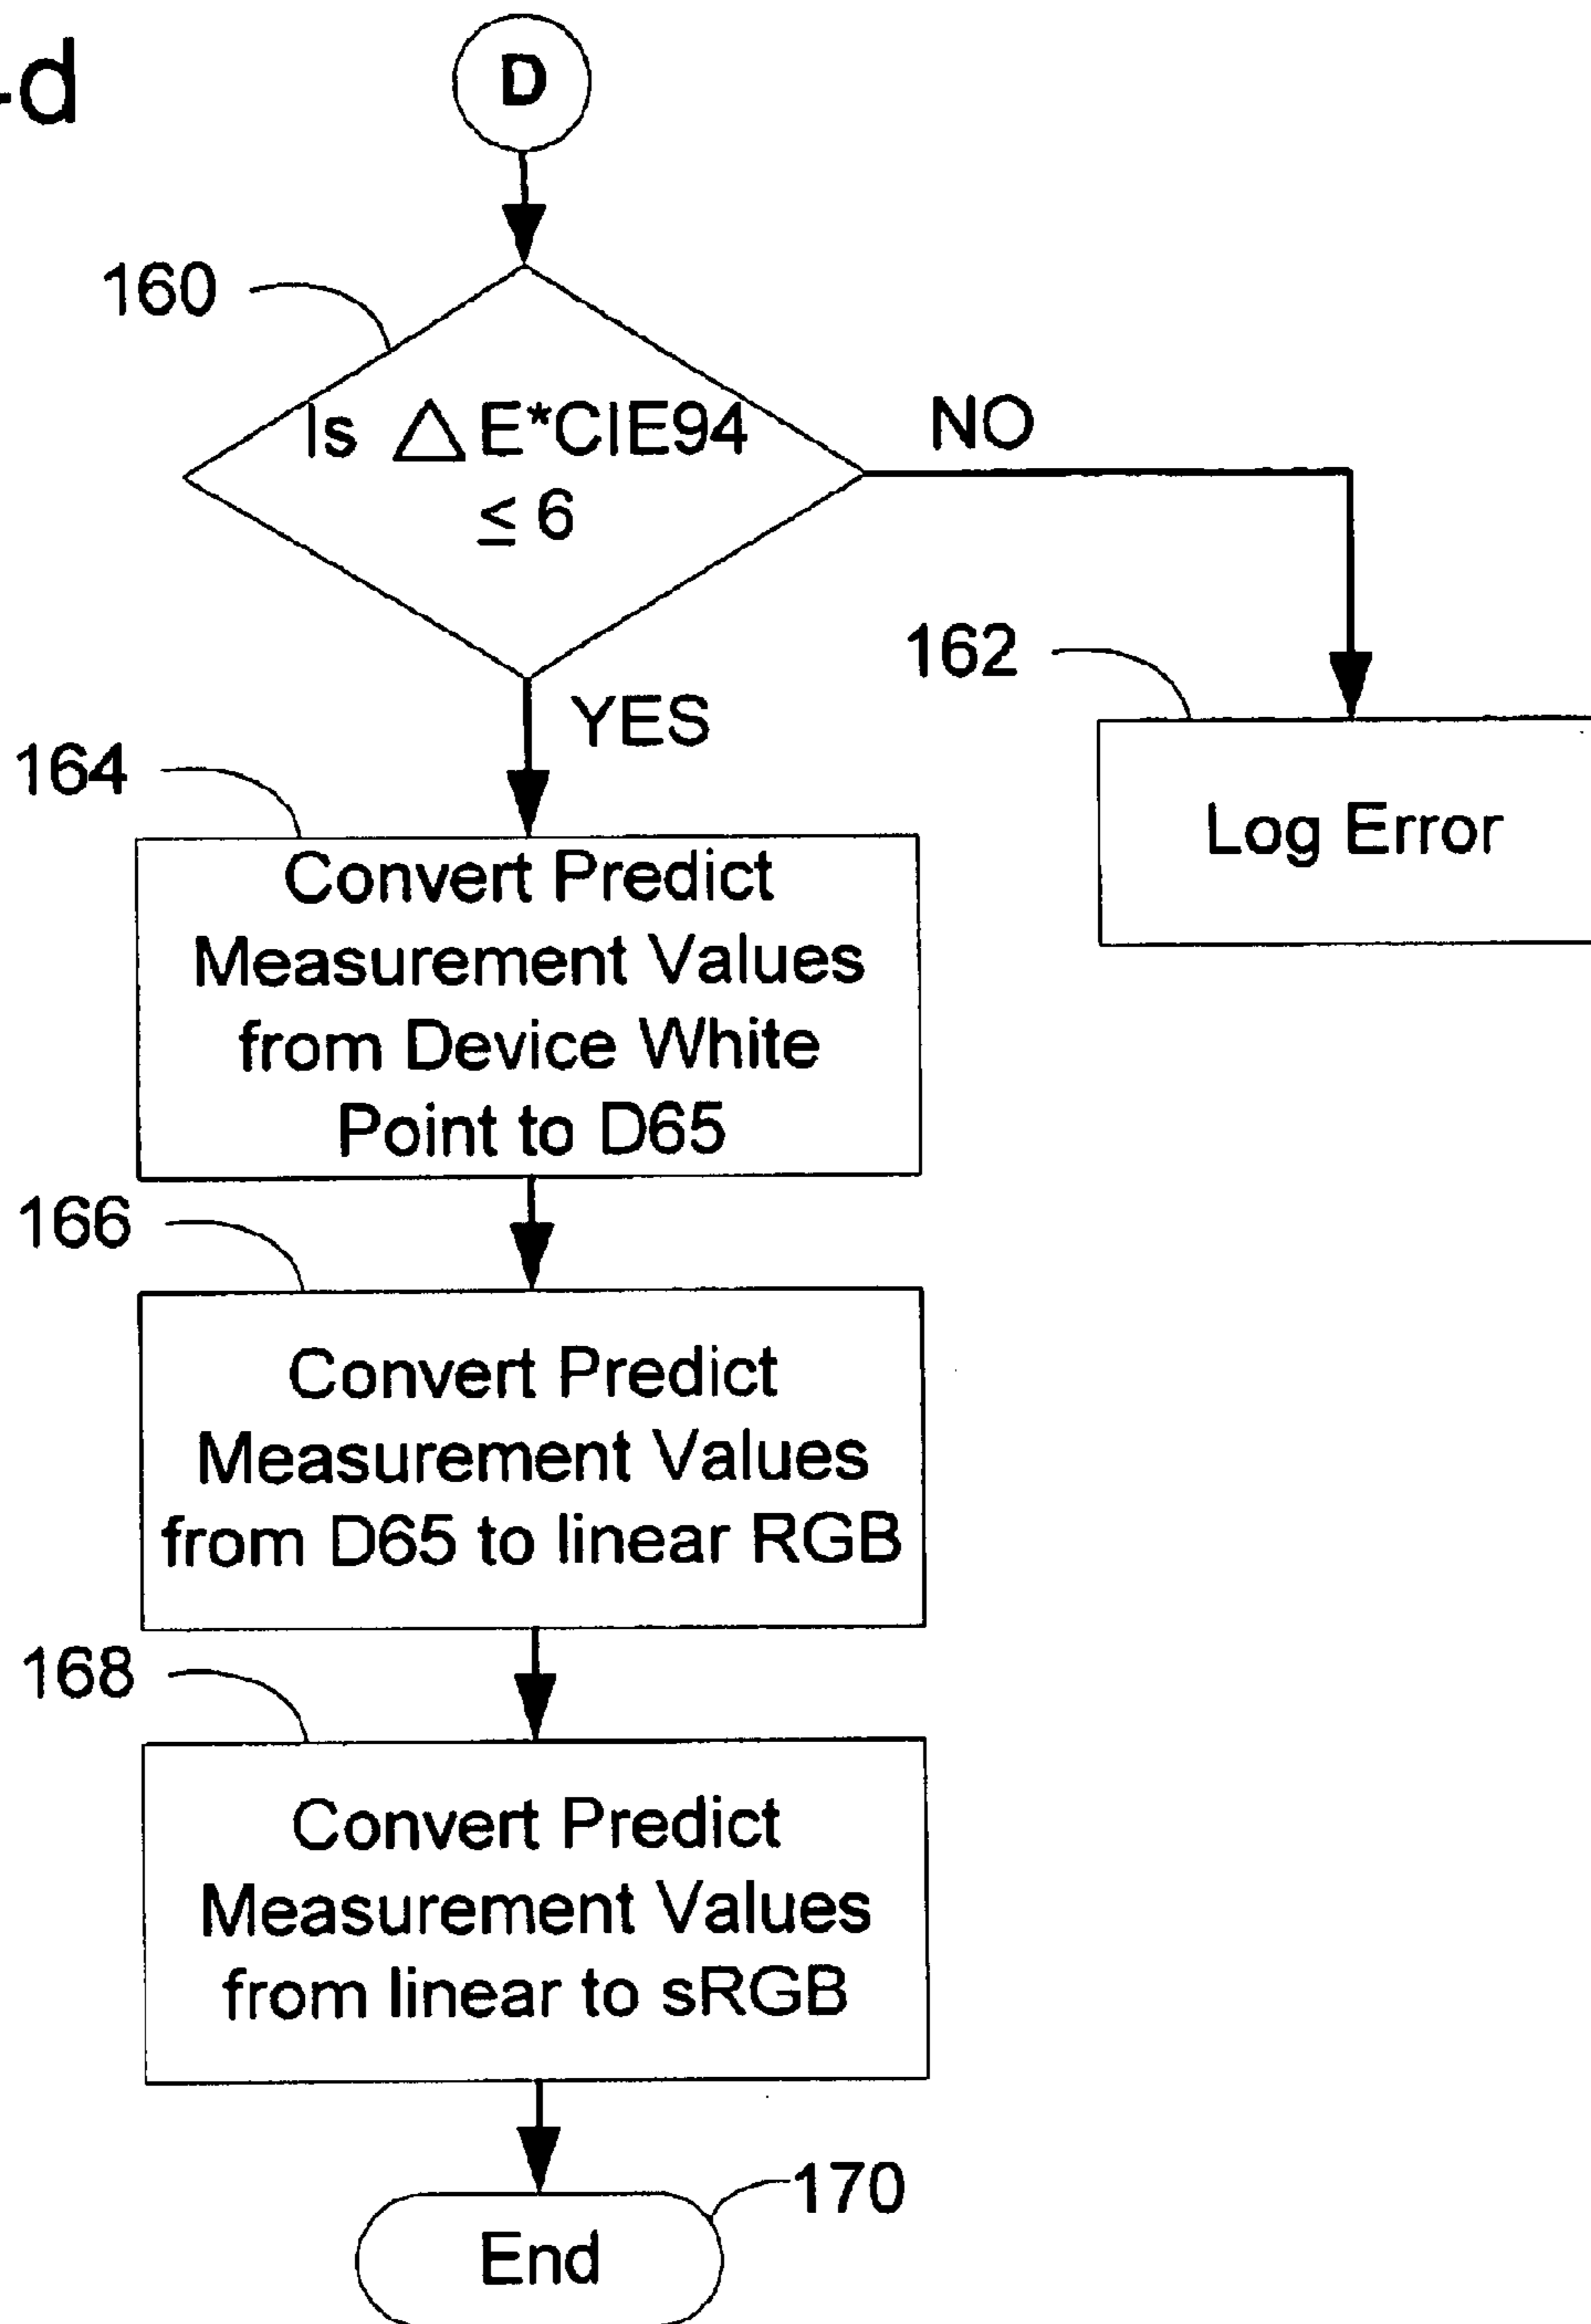 -d
D
160
Is △E*CIE94
≤ 6
NO
162
YES
Log Error
164
Convert Predict
Measurement Values
from Device White
Point to D65
166
Convert Predict
Measurement Values
from D65 to linear RGB
168
Convert Predict
Measurement Values
from linear to sRGB
170
End